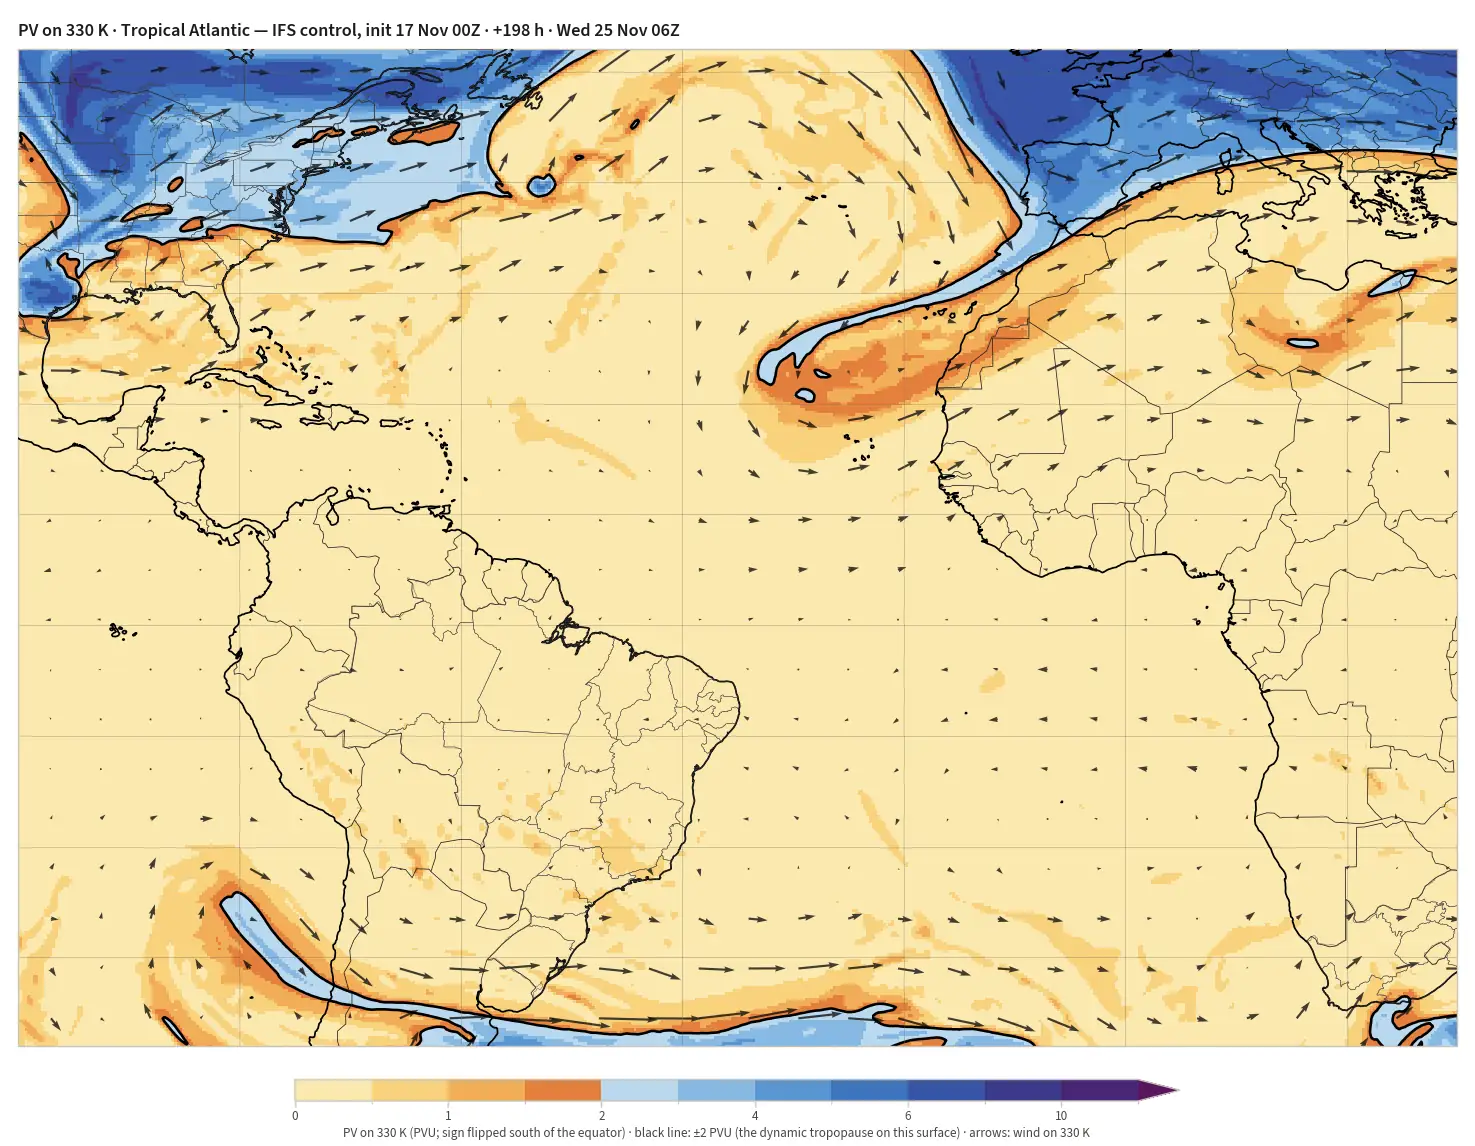 PV on 330 K · Tropical Atlantic — IFS control, init 17 Nov 00Z · +198 h · Wed 25 Nov 06Z
0 1 2 4 6 10
PV on 330 K (PVU; sign flipped south of the equator) · black line: ±2 PVU (the dynamic tropopause on this surface) · arrows: wind on 330 K